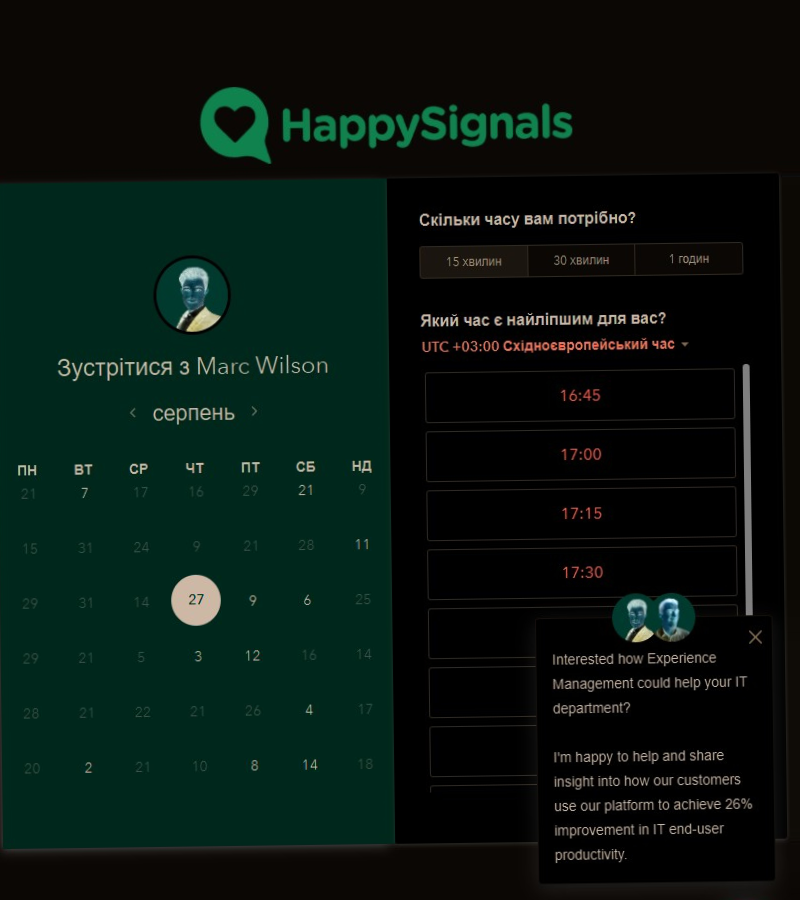 HappySignals
Зустрітися з Marc Wilson
серпень
ПН ВТ СР ЧТ ПТ СБ НД
21 7 17 16 29 21 9
15 31 24 9 21 28 11
29 31 14 27 9 6 25
29 21 5 3 12 16 14
28 21 22 21 26 4 17
20 2 21 10 8 14 18
Скільки часу вам потрібно?
15 хвилин 30 хвилин 1 годин
Який час є найліпшим для вас?
UTC +03:00 Східноєвропейський час
16:45
17:00
17:15
17:30
Interested how Experience
Management could help your IT
department?
I'm happy to help and share
insight into how our customers
use our platform to achieve 26%
improvement in IT end-user
productivity.